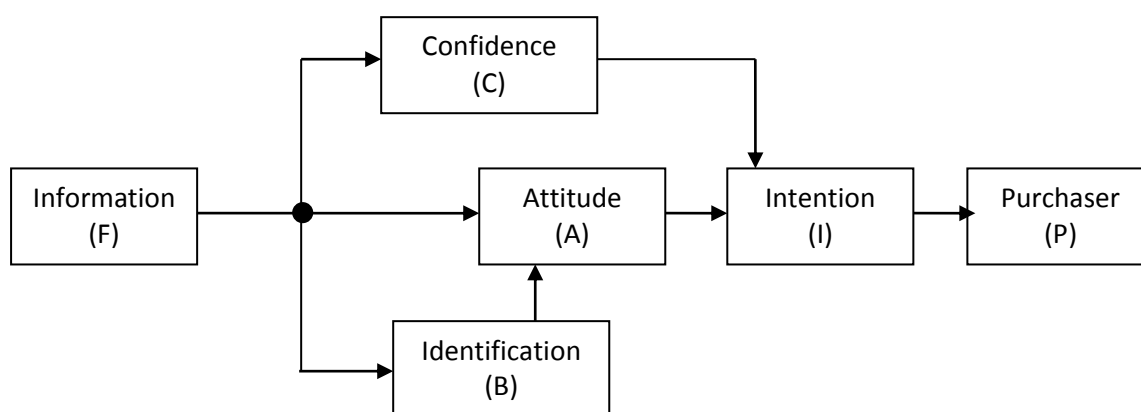 Confidence
(C)
Information
(F)
Attitude
(A)
Intention
(I)
Purchaser
(P)
Identification
(B)